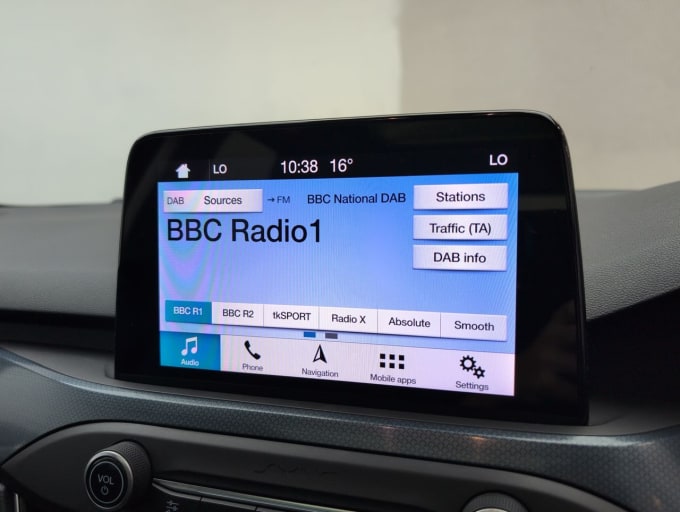 LO 10:38 16° LO
DAB Sources → FM BBC National DAB Stations
BBC Radio1
Traffic (TA)
DAB info
BBC R1 BBC R2 tkSPORT Radio X Absolute Smooth
Audio Phone Navigation Mobile apps Settings
VOL